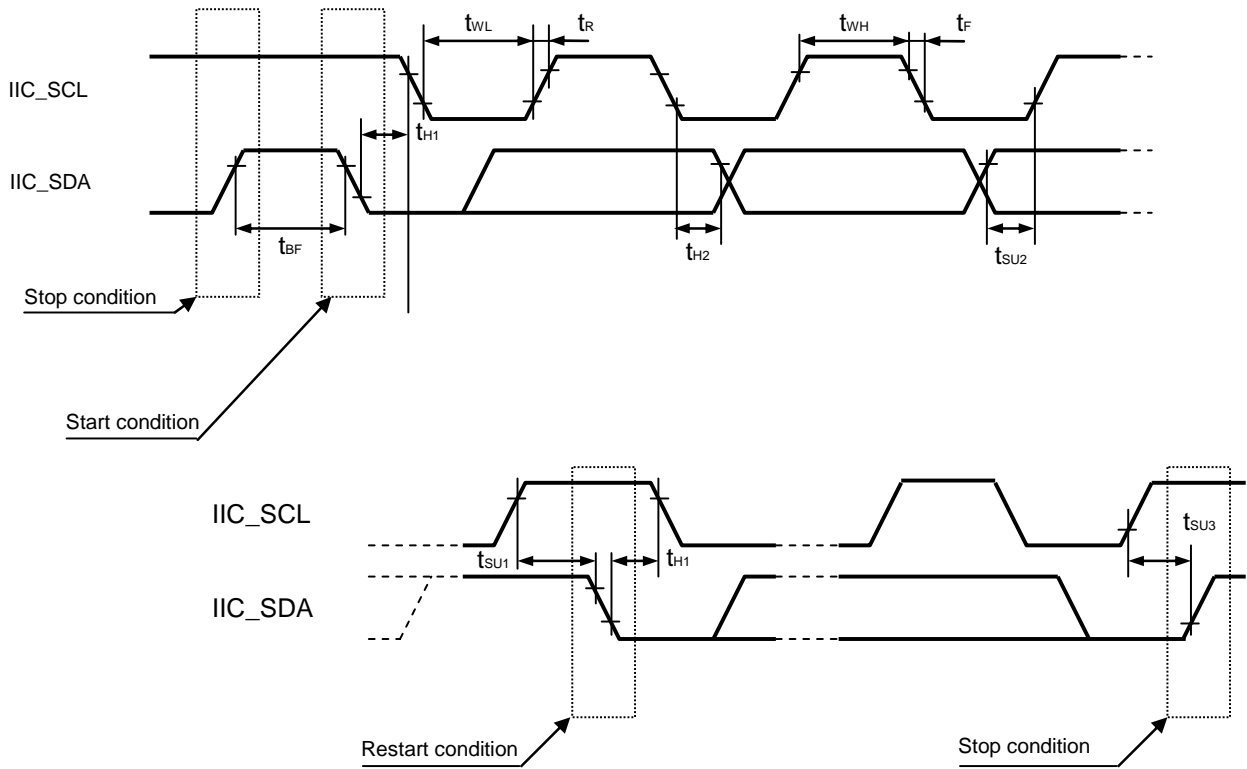 tWL
tR
tWH
tF
IIC_SCL
tH1
IIC_SDA
tBF
tH2
tSU2
Stop condition
Start condition
IIC_SCL
tSU1
tH1
tSU3
IIC_SDA
Restart condition
Stop condition